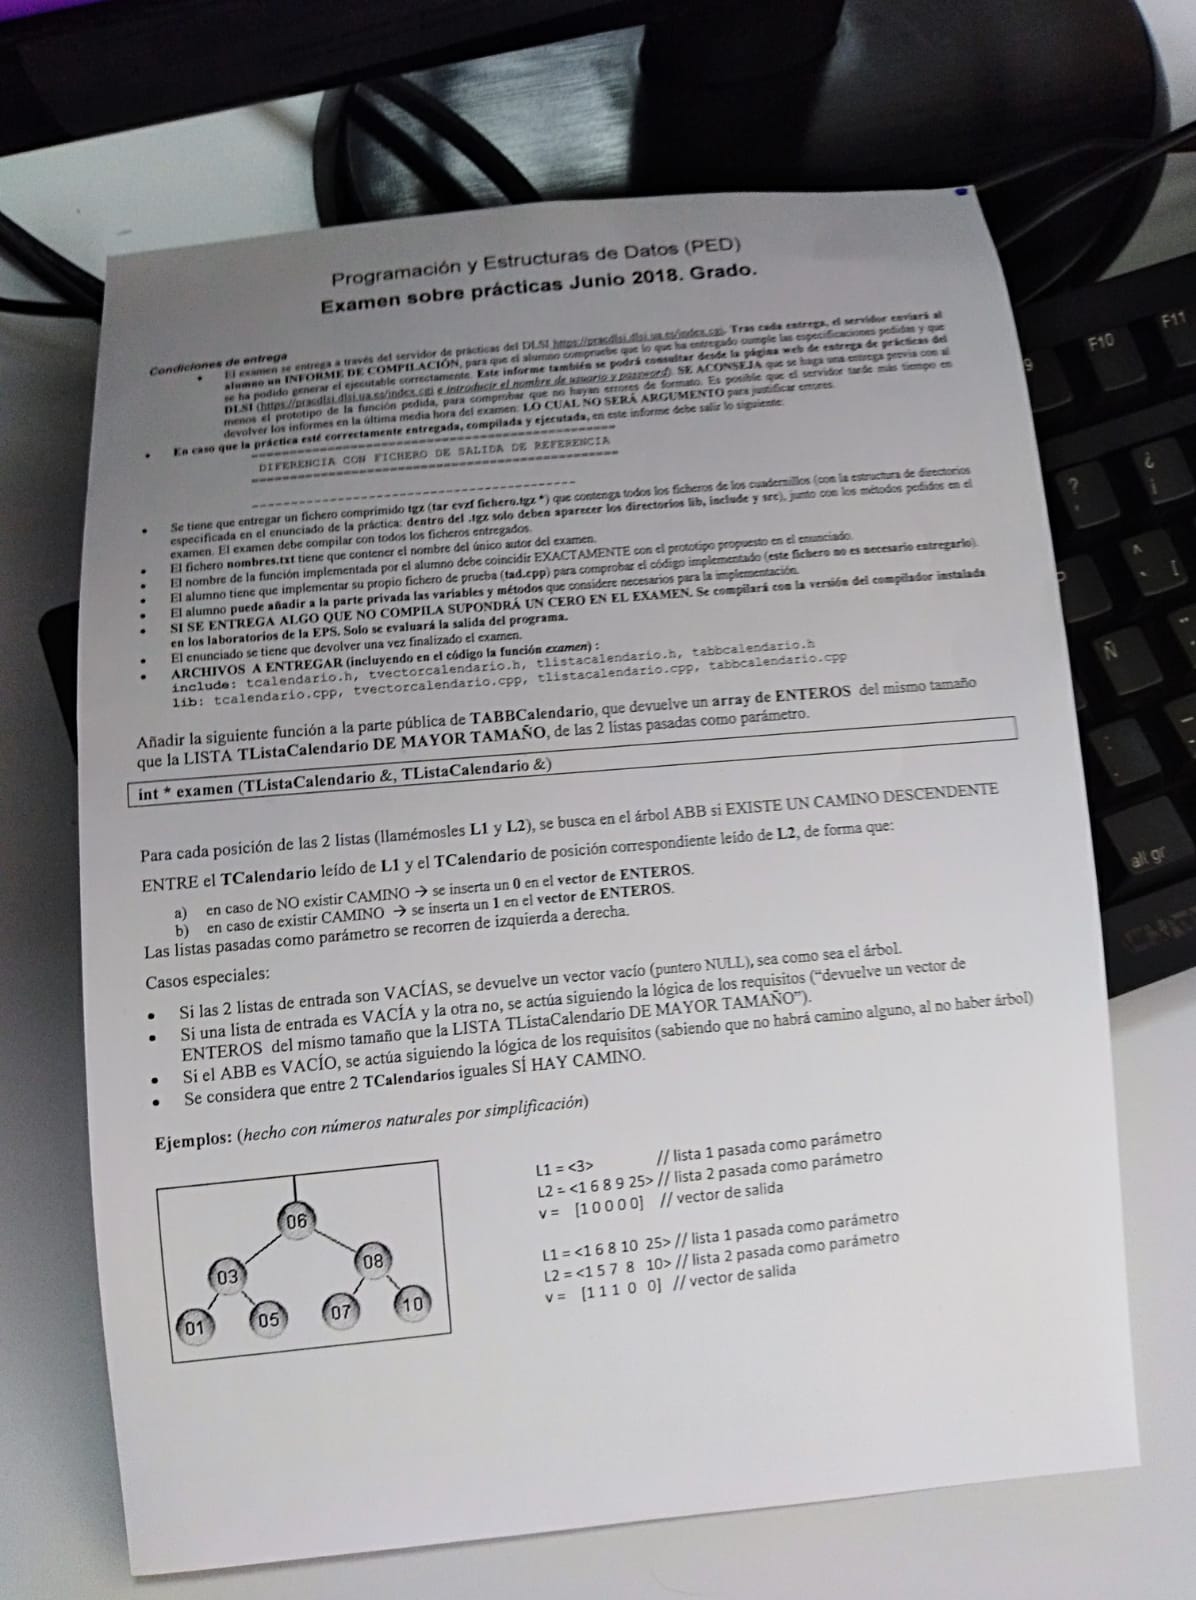 Programación y Estructuras de Datos (PED)
Examen sobre prácticas Junio 2018. Grado.
Condiciones de entrega
• El examen se entrega a través del servidor de prácticas del DLSI https://pracdlsi.dlsi.ua.es/index.cgi. Tras cada entrega, el servidor enviará al
alumno un INFORME DE COMPILACIÓN, para que el alumno compruebe que lo que ha entregado cumple las especificaciones pedidas y que
se ha podido generar el ejecutable correctamente. Este informe también se podrá consultar desde la página web de entrega de prácticas del
DLSI (https://pracdlsi.dlsi.ua.es/index.cgi e introducir el nombre de usuario y password). SE ACONSEJA que se haga una entrega previa con al
menos el prototipo de la función pedida, para comprobar que no hayan errores de formato. Es posible que el servidor tarde más tiempo en
devolver los informes en la última media hora del examen. LO CUAL NO SERÁ ARGUMENTO para justificar errores.
• En caso que la práctica esté correctamente entregada, compilada y ejecutada, en este informe debe salir lo siguiente:
DIFERENCIA CON FICHERO DE SALIDA DE REFERENCIA
• Se tiene que entregar un fichero comprimido tgz (tar cvzf fichero.tgz *) que contenga todos los ficheros de los cuadernillos (con la estructura de directorios
especificada en el enunciado de la práctica: dentro del .tgz solo deben aparecer los directorios lib, include y src), junto con los métodos pedidos en el
examen. El examen debe compilar con todos los ficheros entregados.
• El fichero nombres.txt tiene que contener el nombre del único autor del examen.
• El nombre de la función implementada por el alumno debe coincidir EXACTAMENTE con el prototipo propuesto en el enunciado.
• El alumno tiene que implementar su propio fichero de prueba (tad.cpp) para comprobar el código implementado (este fichero no es necesario entregarlo).
• El alumno puede añadir a la parte privada las variables y métodos que considere necesarios para la implementación.
• SI SE ENTREGA ALGO QUE NO COMPILA SUPONDRÁ UN CERO EN EL EXAMEN. Se compilará con la versión del compilador instalada
en los laboratorios de la EPS. Solo se evaluará la salida del programa.
• El enunciado se tiene que devolver una vez finalizado el examen.
• ARCHIVOS A ENTREGAR (incluyendo en el código la función examen) :
include: tcalendario.h, tvectorcalendario.h, tlistacalendario.h, tabbcalendario.h
lib: tcalendario.cpp, tvectorcalendario.cpp, tlistacalendario.cpp, tabbcalendario.cpp
Añadir la siguiente función a la parte pública de TABBCalendario, que devuelve un array de ENTEROS del mismo tamaño
que la LISTA TListaCalendario DE MAYOR TAMAÑO, de las 2 listas pasadas como parámetro.
int * examen (TListaCalendario &, TListaCalendario &)
Para cada posición de las 2 listas (llamémosles L1 y L2), se busca en el árbol ABB si EXISTE UN CAMINO DESCENDENTE
ENTRE el TCalendario leído de L1 y el TCalendario de posición correspondiente leído de L2, de forma que:
a) en caso de NO existir CAMINO → se inserta un 0 en el vector de ENTEROS.
b) en caso de existir CAMINO → se inserta un 1 en el vector de ENTEROS.
Las listas pasadas como parámetro se recorren de izquierda a derecha.
Casos especiales:
• Si las 2 listas de entrada son VACÍAS, se devuelve un vector vacío (puntero NULL), sea como sea el árbol.
• Si una lista de entrada es VACÍA y la otra no, se actúa siguiendo la lógica de los requisitos ("devuelve un vector de
ENTEROS del mismo tamaño que la LISTA TListaCalendario DE MAYOR TAMAÑO").
• Si el ABB es VACÍO, se actúa siguiendo la lógica de los requisitos (sabiendo que no habrá camino alguno, al no haber árbol)
• Se considera que entre 2 TCalendarios iguales SÍ HAY CAMINO.
Ejemplos: (hecho con números naturales por simplificación)
06
03 08
01 05 07 10
L1 = <3> // lista 1 pasada como parámetro
L2 = <1 6 8 9 25> // lista 2 pasada como parámetro
v = [1 0 0 0 0] // vector de salida
L1 = <1 6 8 10 25> // lista 1 pasada como parámetro
L2 = <1 5 7 8 10> // lista 2 pasada como parámetro
v = [1 1 1 0 0] // vector de salida
F10
F11
9
?
¿
¡
^
[
Ñ
alt gr